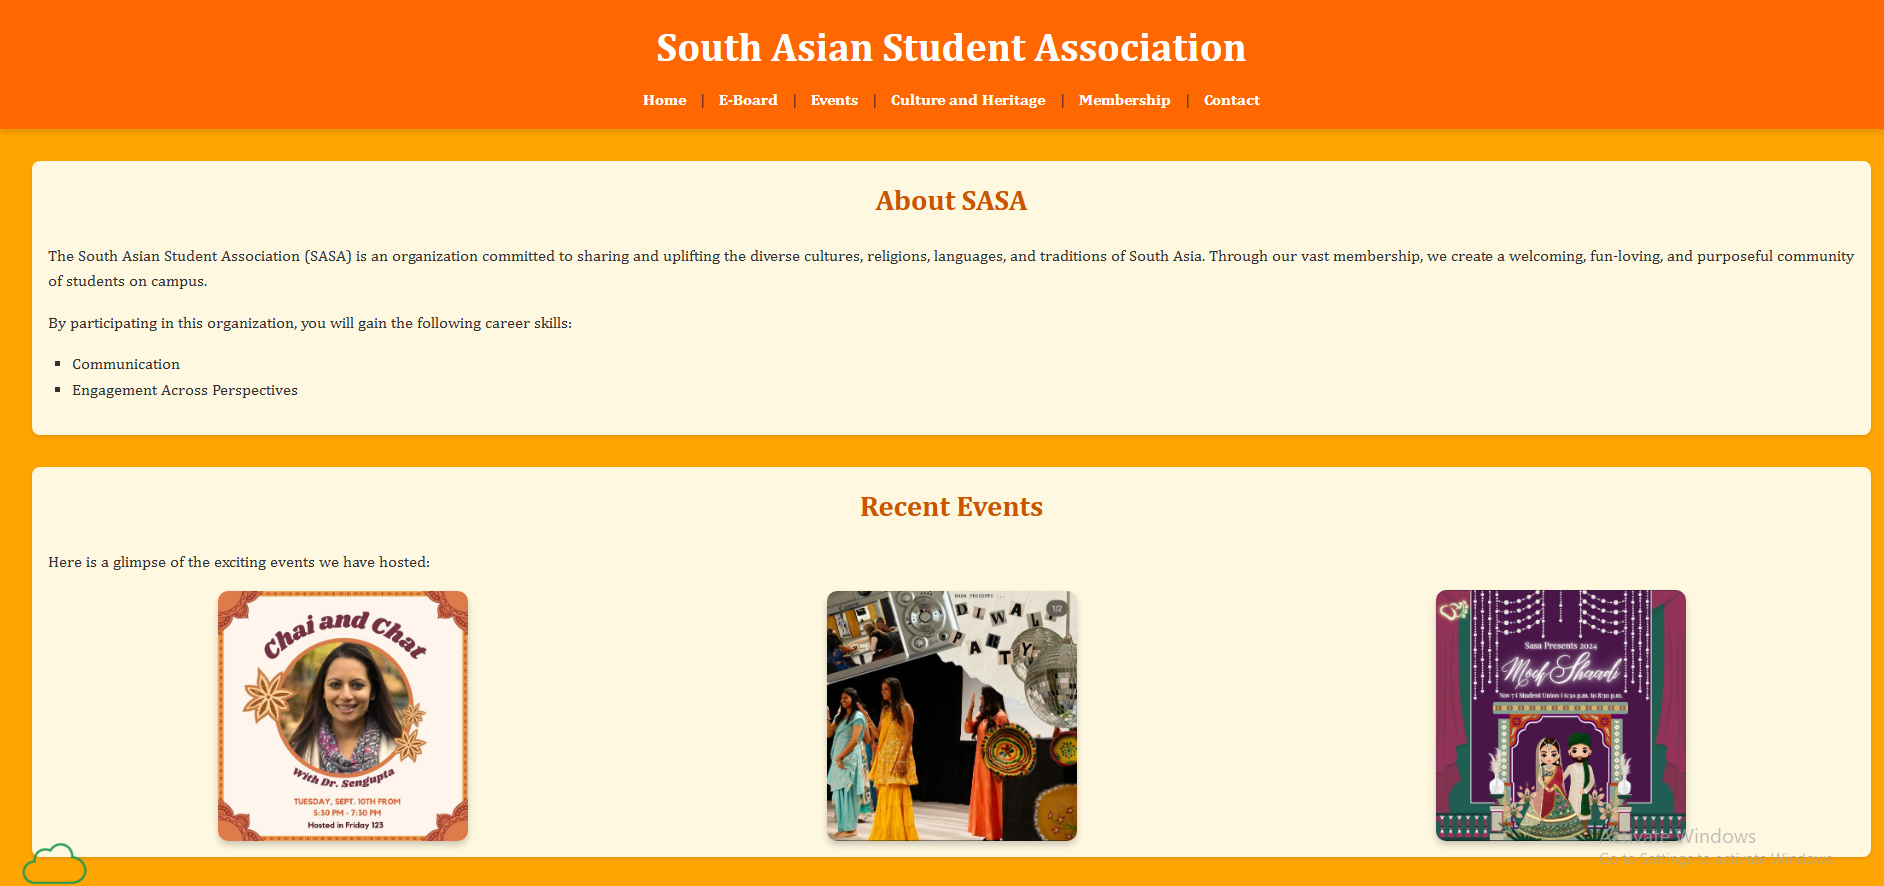 South Asian Student Association
Home | E-Board | Events | Culture and Heritage | Membership | Contact
About SASA
The South Asian Student Association (SASA) is an organization committed to sharing and uplifting the diverse cultures, religions, languages, and traditions of South Asia. Through our vast membership, we create a welcoming, fun-loving, and purposeful community
of students on campus.
By participating in this organization, you will gain the following career skills:
Communication
Engagement Across Perspectives
Recent Events
Here is a glimpse of the exciting events we have hosted:
Chai and Chat
With Dr. Sengupta
TUESDAY, SEPT. 10TH FROM
5:30 PM - 7:30 PM
Hosted in Friday 123
SASA PRESENTS ...
1/2
DIWALI
PARTY
Sasa Presents 2024
Mock Shaadi
Nov 7 | Student Union | 6:30 p.m. to 8:30 p.m.
Activate Windows
Go to Settings to activate Windows.